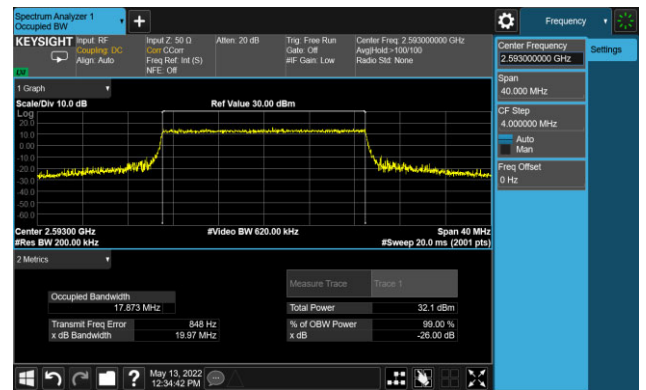 Spectrum Analyzer 1
Occupied BW
Frequency
KEYSIGHT
Input: RF
Coupling: DC
Align: Auto
Input Z: 50 Ω
Corr CCorr
Freq Ref: Int (S)
NFE: Off
Atten: 20 dB
Trig: Free Run
Gate: Off
#IF Gain: Low
Center Freq: 2.593000000 GHz
Avg|Hold:>100/100
Radio Std: None
Center Frequency
2.593000000 GHz
Settings
Span
40.000 MHz
CF Step
4.000000 MHz
Auto
Man
Freq Offset
0 Hz
1 Graph
Scale/Div 10.0 dB
Ref Value 30.00 dBm
Log
20.0
10.0
0.00
-10.0
-20.0
-30.0
-40.0
-50.0
-60.0
Center 2.59300 GHz
#Video BW 620.00 kHz
Span 40 MHz
#Res BW 200.00 kHz
#Sweep 20.0 ms (2001 pts)
2 Metrics
Measure Trace
Trace 1
Occupied Bandwidth
17.873 MHz
Total Power
32.1 dBm
Transmit Freq Error
848 Hz
% of OBW Power
99.00 %
x dB Bandwidth
19.97 MHz
x dB
-26.00 dB
?
May 13, 2022
12:34:42 PM